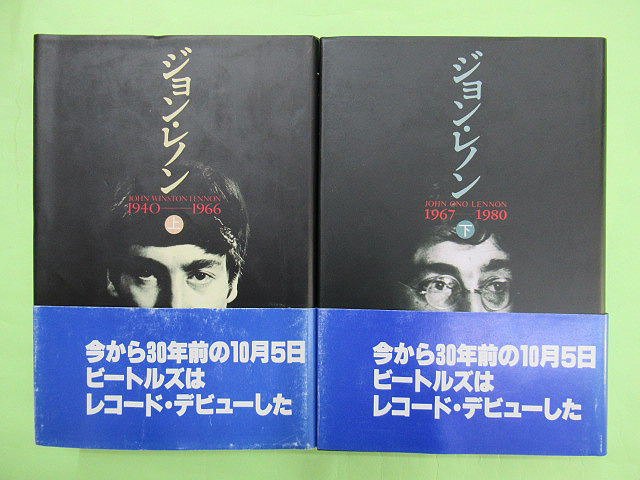 ジョン・レノン
JOHN WINSTON LENNON
1940——1966
上
今から30年前の10月5日
ビートルズは
レコード・デビューした
ジョン・レノン
JOHN ONO LENNON
1967—1980
下
今から30年前の10月5日
ビートルズは
レコード・デビューした